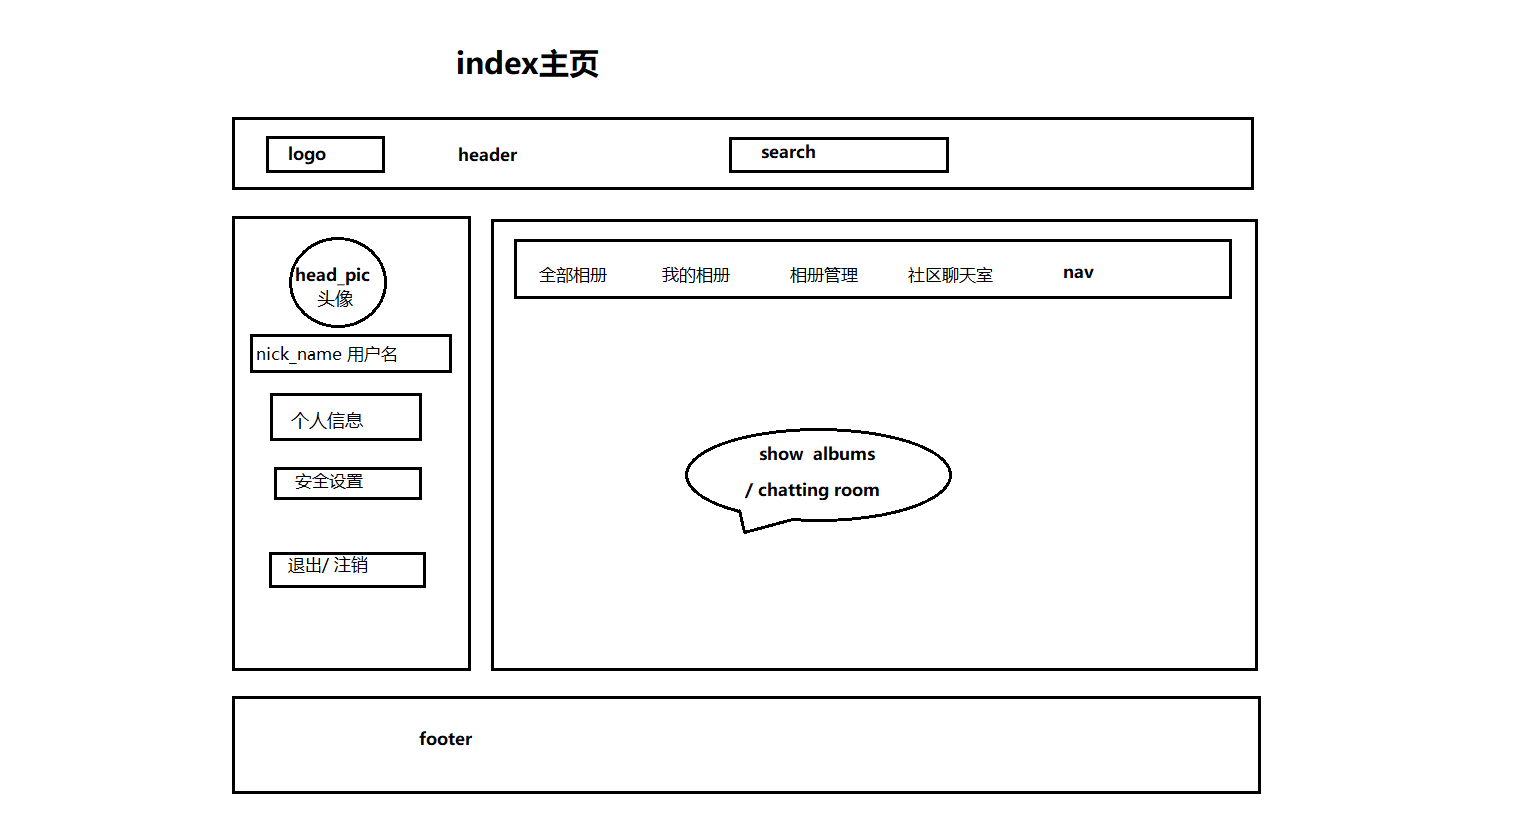 index主页
logo
header
search
head_pic
头像
nick_name 用户名
个人信息
安全设置
退出/ 注销
全部相册
我的相册
相册管理
社区聊天室
nav
show albums
/ chatting room
footer